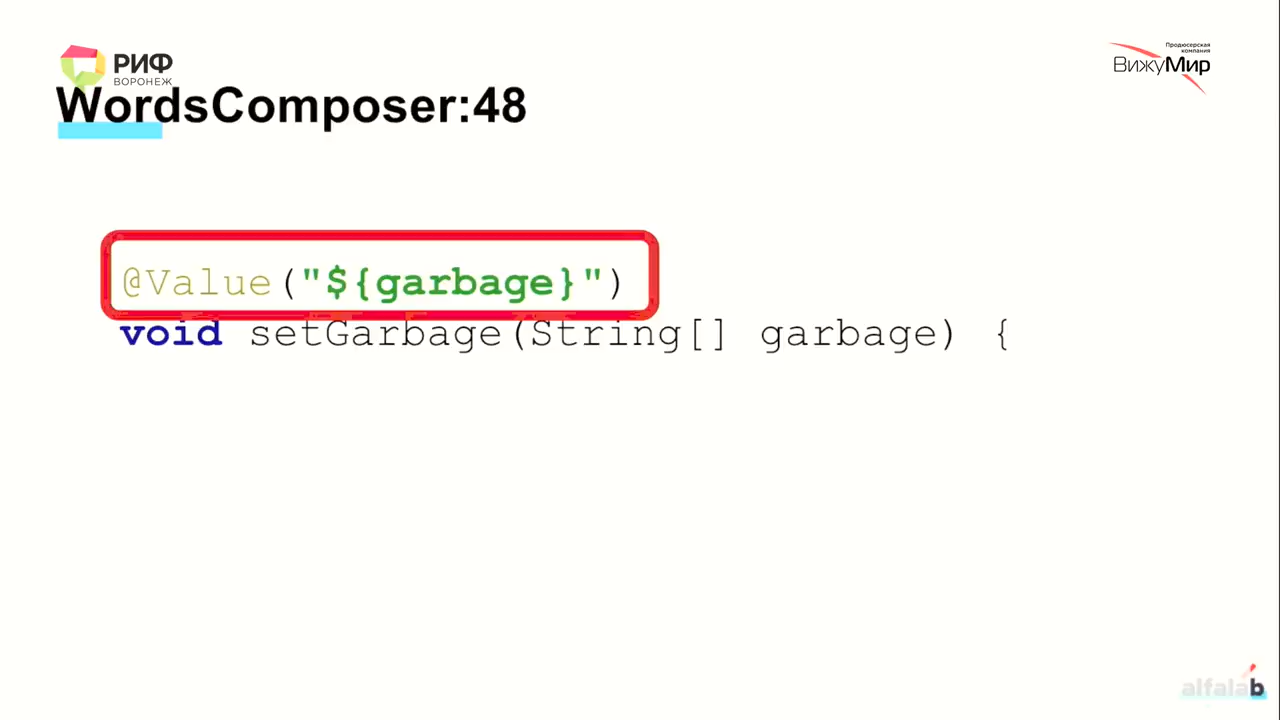 РИФ
ВОРОНЕЖ
Продюсерская
компания
ВижуМир
WordsComposer:48
@Value("${garbage}")
void setGarbage(String[] garbage) {
alfalab